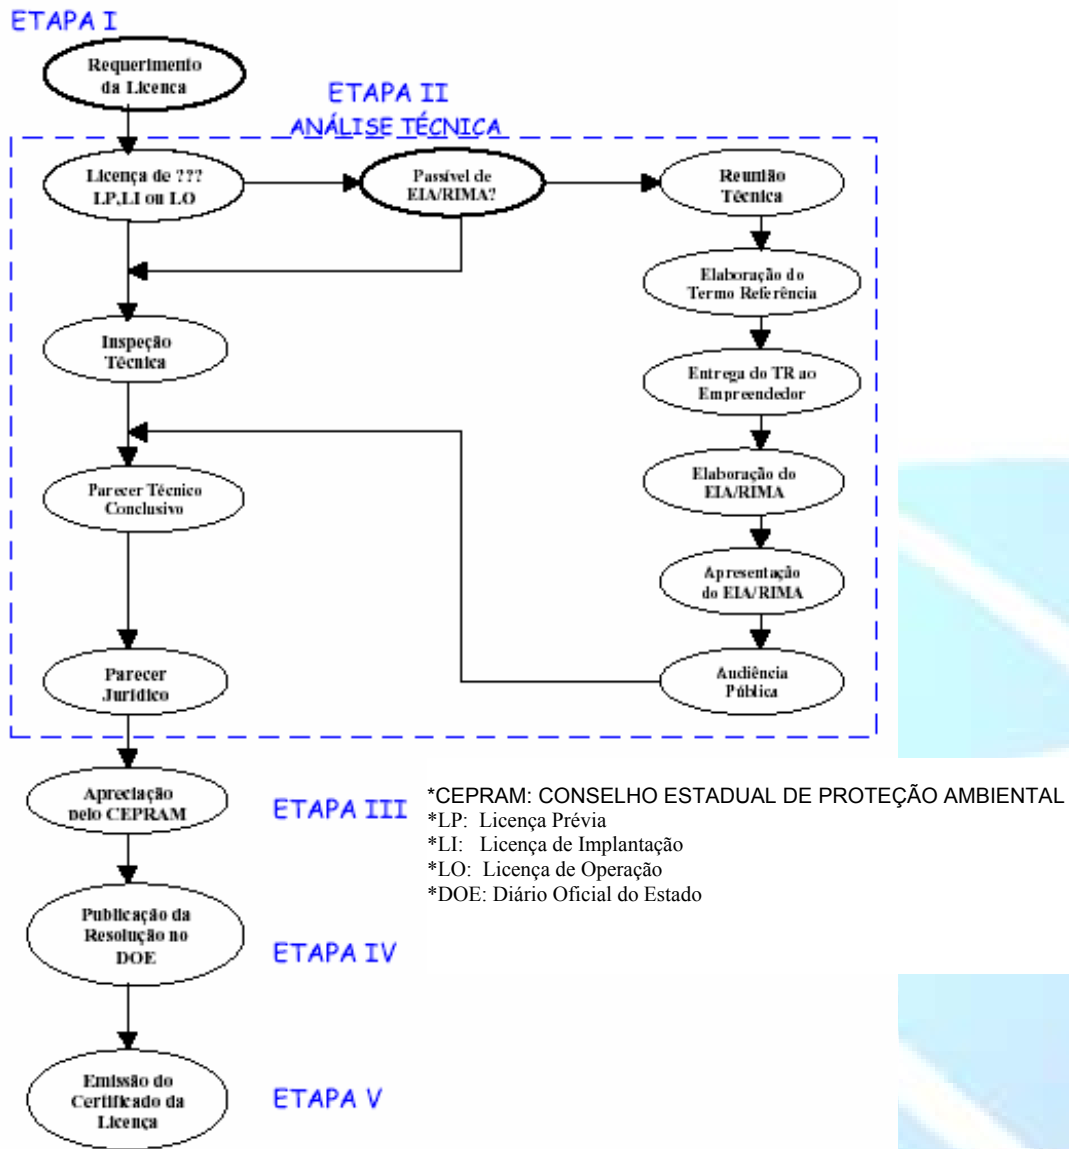 ETAPA I
Requerimento
da Licenca
ETAPA II
ANÁLISE TÉCNICA
Licença de ???
LP,LI ou LO
Passível de
EIA/RIMA?
Reunião
Técnica
Elaboração do
Termo Referência
Inspeção
Técnica
Entrega do TR ao
Empreendedor
Parecer Técnico
Conclusivo
Elaboração do
EIA/RIMA
Apresentação
do EIA/RIMA
Parecer
Jurídico
Audiência
Pública
Apreciação
pelo CEPRAM
ETAPA III
*CEPRAM: CONSELHO ESTADUAL DE PROTEÇÃO AMBIENTAL
*LP: Licença Prévia
*LI: Licença de Implantação
*LO: Licença de Operação
*DOE: Diário Oficial do Estado
Publicação da
Resolução no
DOE
ETAPA IV
Emissão do
Certificado da
Licença
ETAPA V